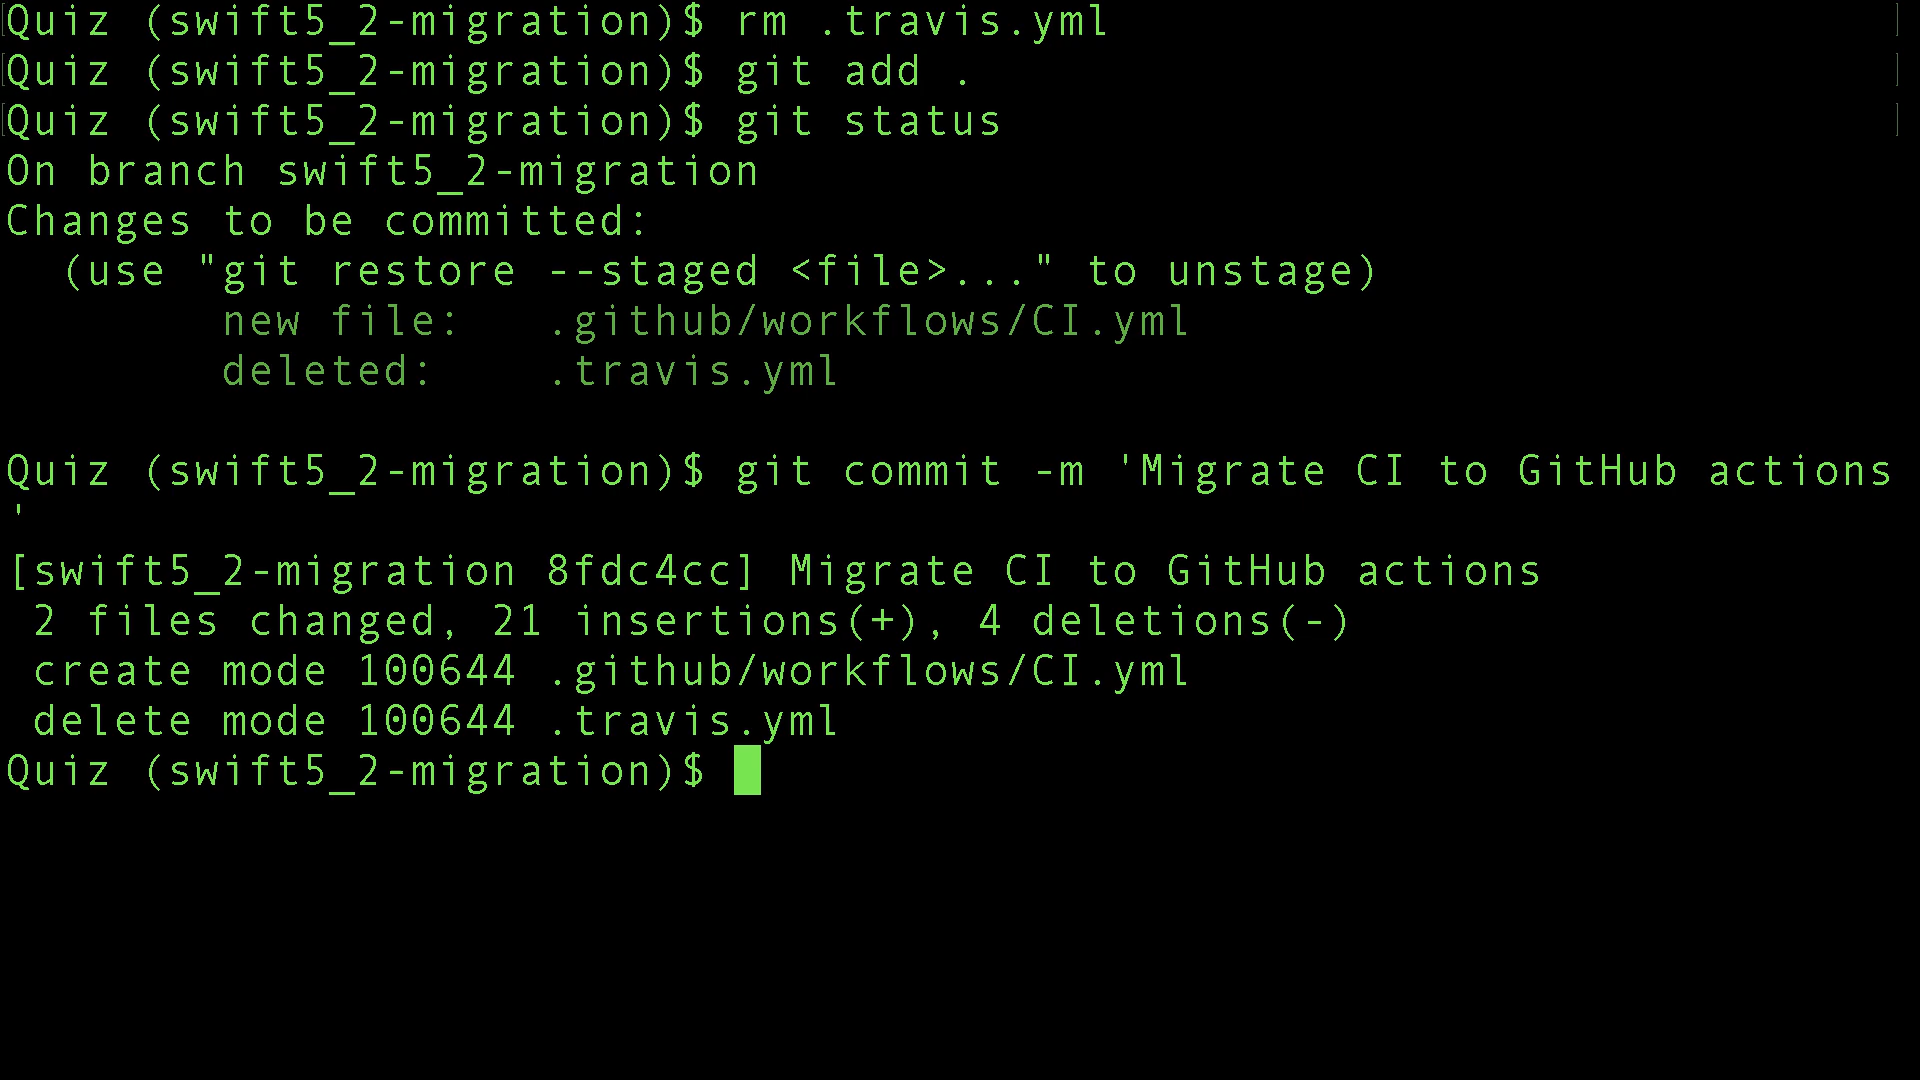 Quiz (swift5_2-migration)$ rm .travis.yml
Quiz (swift5_2-migration)$ git add .
Quiz (swift5_2-migration)$ git status
On branch swift5_2-migration
Changes to be committed:
  (use "git restore --staged <file>..." to unstage)
        new file:   .github/workflows/CI.yml
        deleted:    .travis.yml
Quiz (swift5_2-migration)$ git commit -m 'Migrate CI to GitHub actions
'
[swift5_2-migration 8fdc4cc] Migrate CI to GitHub actions
 2 files changed, 21 insertions(+), 4 deletions(-)
 create mode 100644 .github/workflows/CI.yml
 delete mode 100644 .travis.yml
Quiz (swift5_2-migration)$